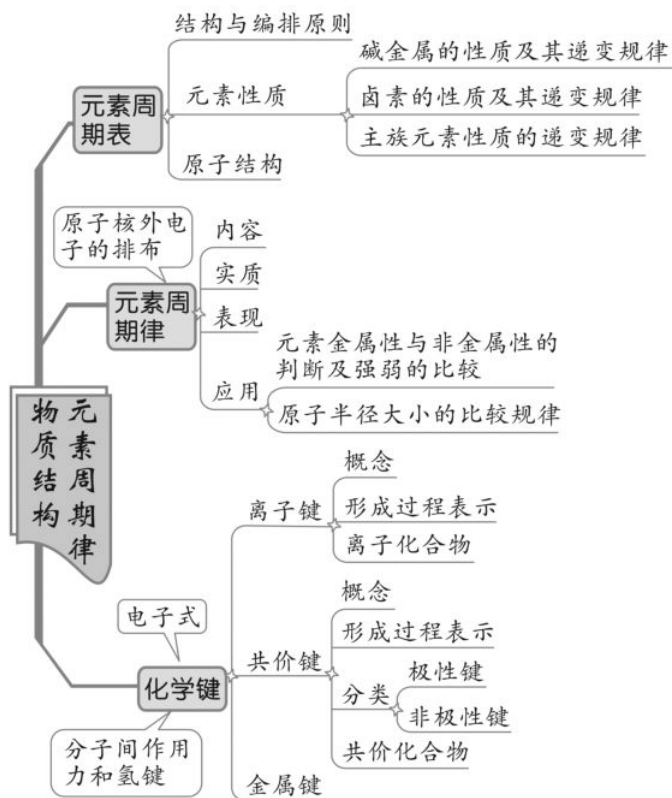 结构与编排原则
元素周
期表
元素性质
碱金属的性质及其递变规律
卤素的性质及其递变规律
主族元素性质的递变规律
原子结构
原子核外电
子的排布
元素周
期律
内容
实质
表现
应用
元素金属性与非金属性的
判断及强弱的比较
原子半径大小的比较规律
物质结构
元素周期律
电子式
化学键
分子间作用
力和氢键
离子键
概念
形成过程表示
离子化合物
共价键
概念
形成过程表示
分类
极性键
非极性键
共价化合物
金属键